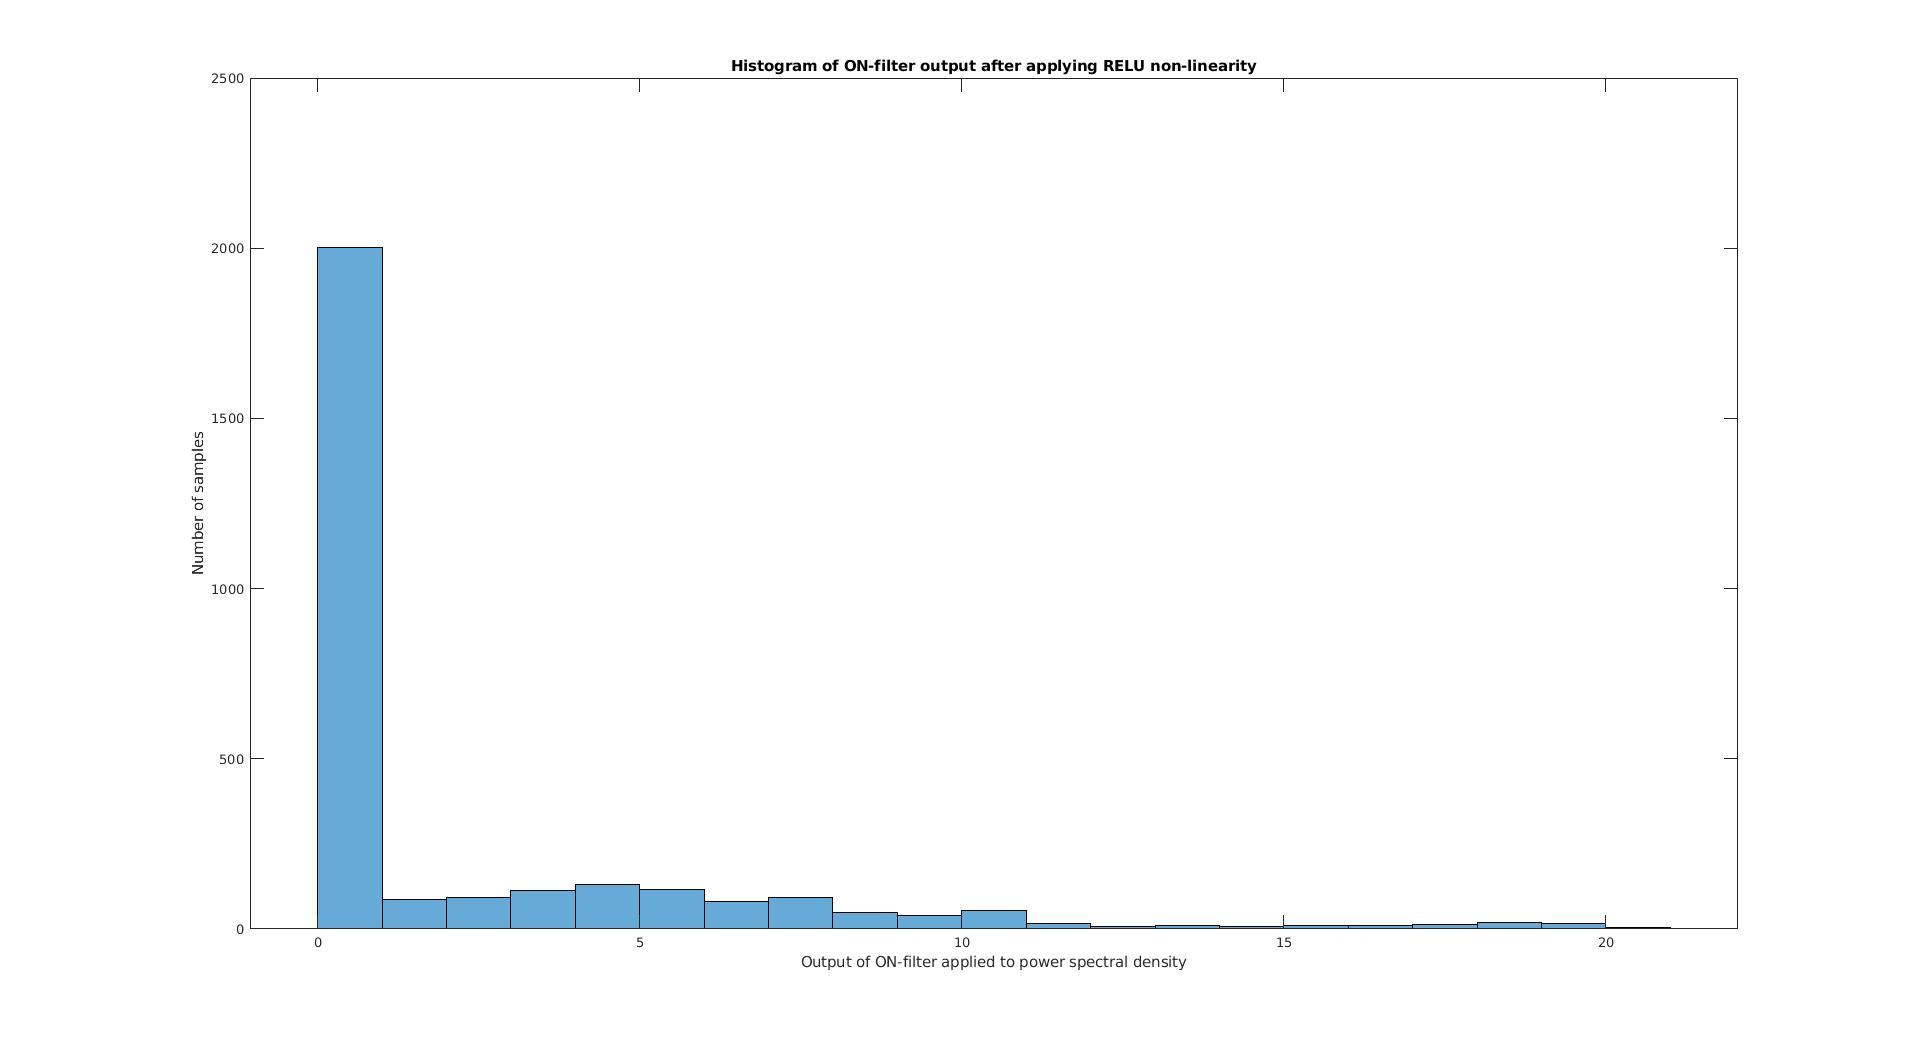 Histogram of ON-filter output after applying RELU non-linearity
2500
2000
1500
1000
500
0
Number of samples
0 5 10 15 20
Output of ON-filter applied to power spectral density